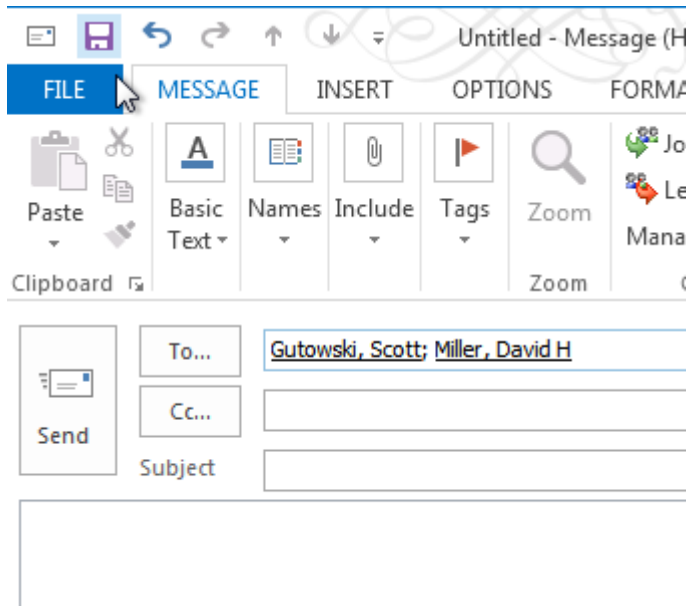 Untitled - Message (H
FILE MESSAGE INSERT OPTIONS FORMA
Paste Basic Text Names Include Tags Zoom Jo
Le
Mana
Clipboard Zoom
To... Gutowski, Scott; Miller, David H
Cc...
Send
Subject